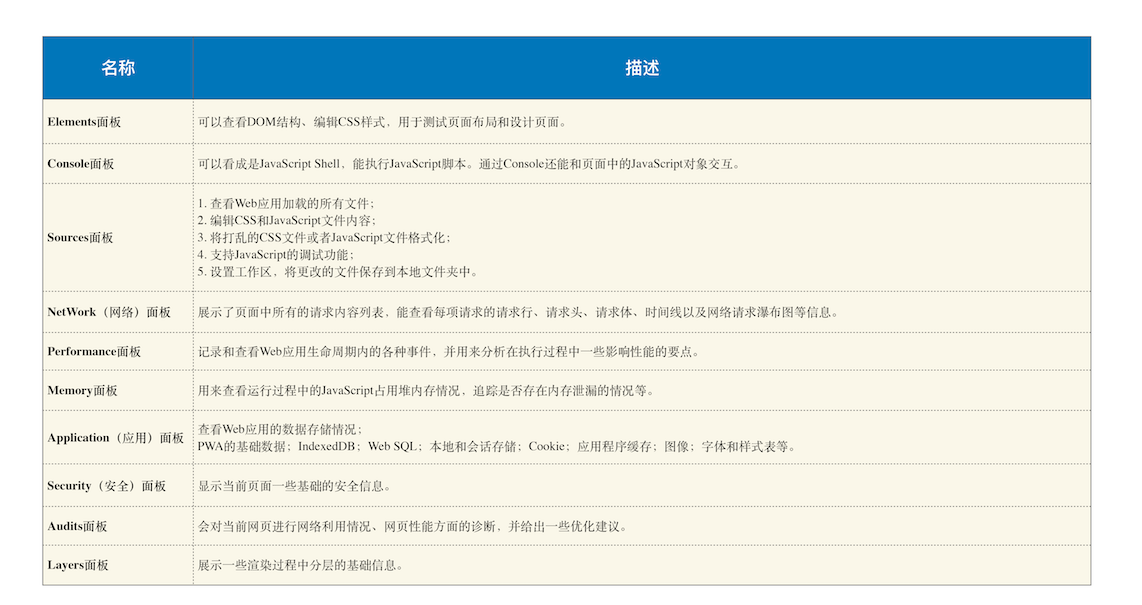 名称 描述
Elements面板 可以查看DOM结构、编辑CSS样式，用于测试页面布局和设计页面。
Console面板 可以看成是JavaScript Shell，能执行JavaScript脚本。通过Console还能和页面中的JavaScript对象交互。
Sources面板
1. 查看Web应用加载的所有文件；
2. 编辑CSS和JavaScript文件内容；
3. 将打乱的CSS文件或者JavaScript文件格式化；
4. 支持JavaScript的调试功能；
5. 设置工作区，将更改的文件保存到本地文件夹中。
NetWork（网络）面板 展示了页面中所有的请求内容列表，能查看每项请求的请求行、请求头、请求体、时间线以及网络请求瀑布图等信息。
Performance面板 记录和查看Web应用生命周期内的各种事件，并用来分析在执行过程中一些影响性能的要点。
Memory面板 用来查看运行过程中的JavaScript占用堆内存情况，追踪是否存在内存泄漏的情况等。
Application（应用）面板
查看Web应用的数据存储情况；
PWA的基础数据；IndexedDB；Web SQL；本地和会话存储；Cookie；应用程序缓存；图像；字体和样式表等。
Security（安全）面板 显示当前页面一些基础的安全信息。
Audits面板 会对当前网页进行网络利用情况、网页性能方面的诊断，并给出一些优化建议。
Layers面板 展示一些渲染过程中分层的基础信息。